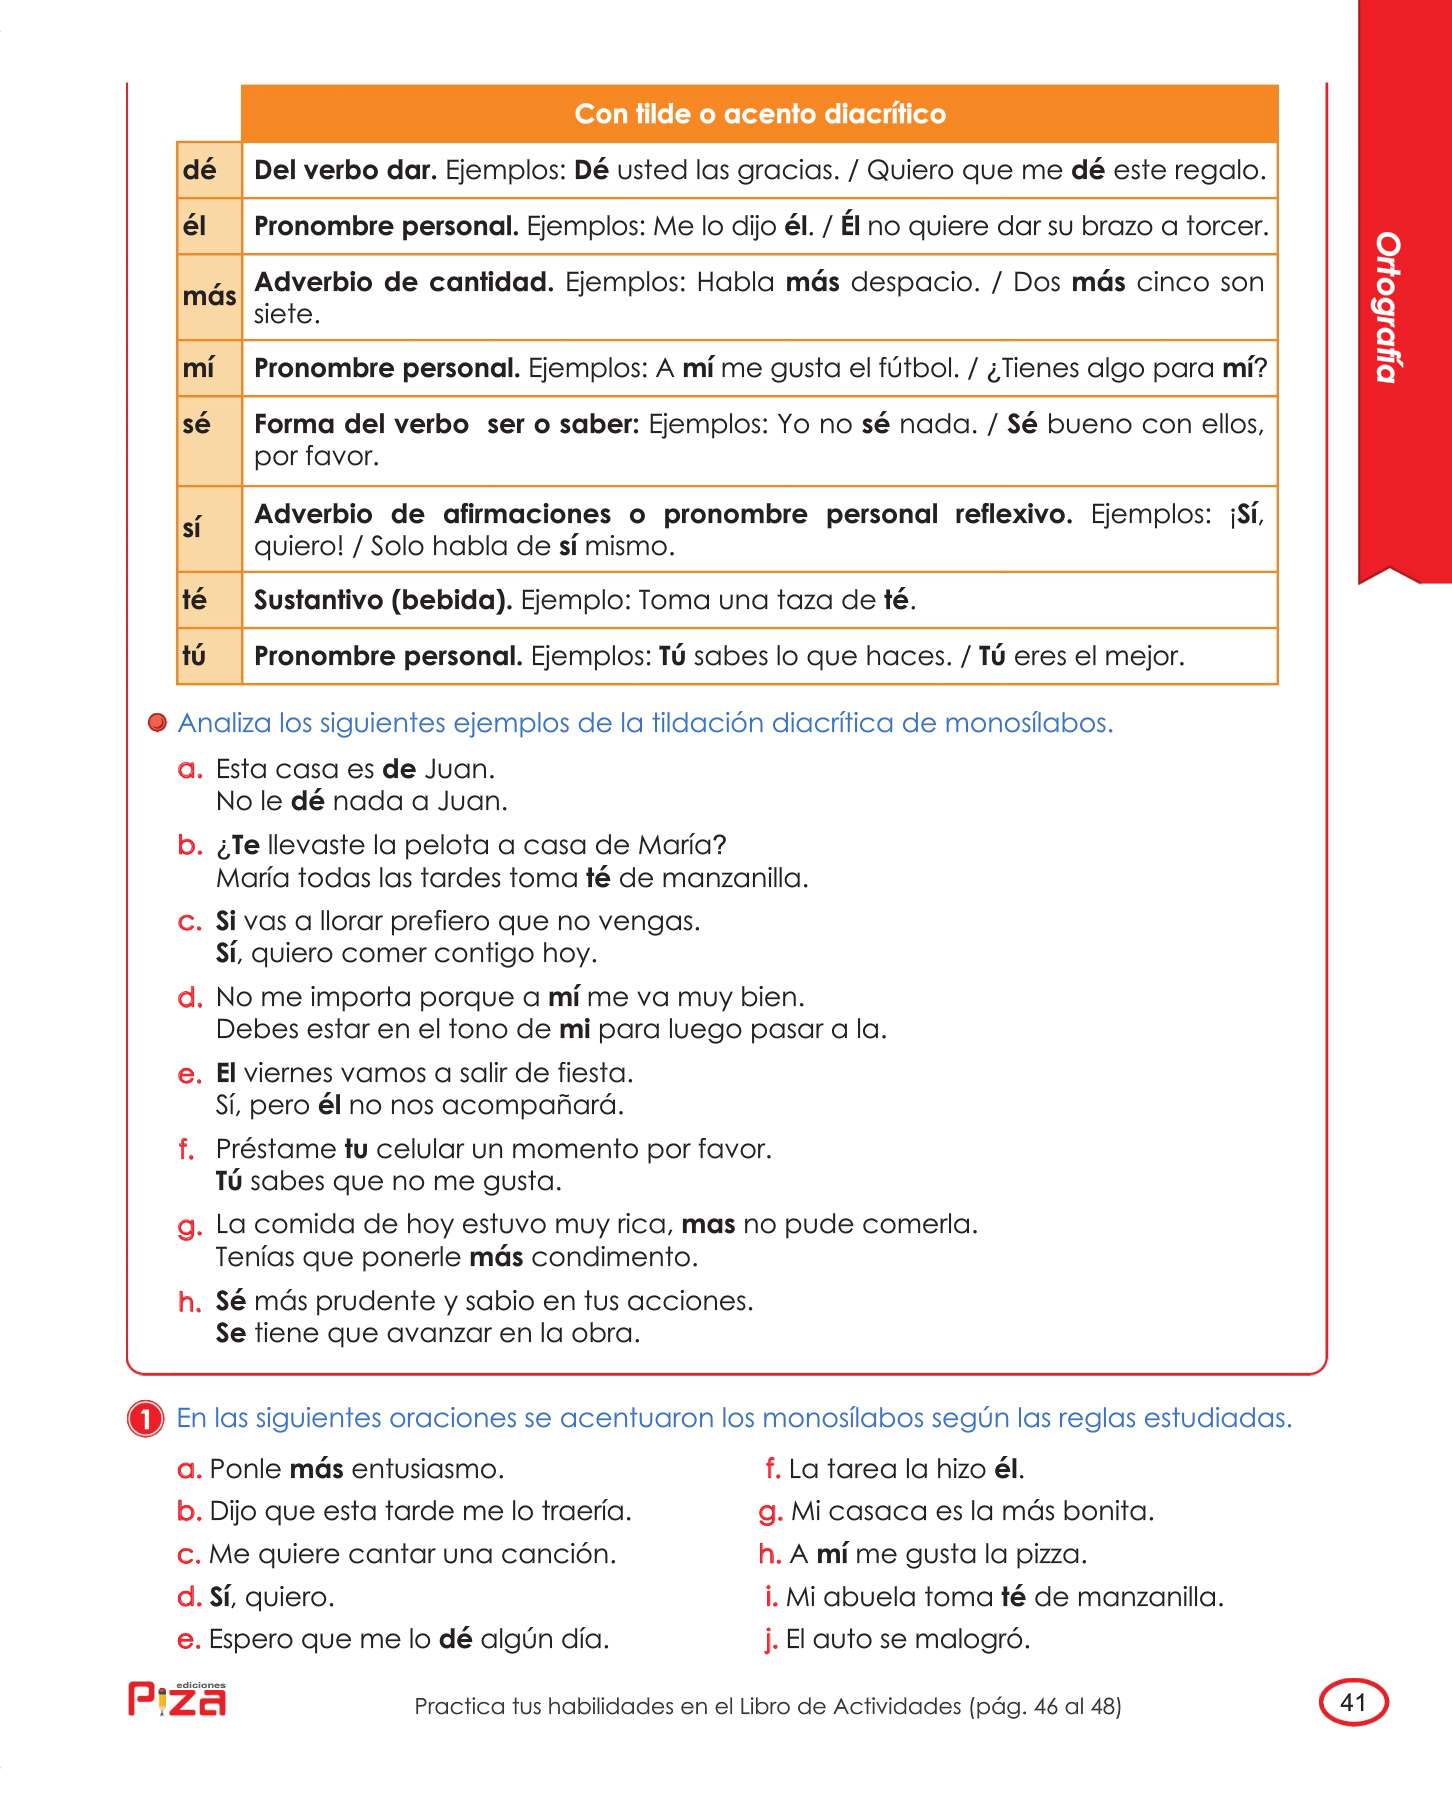 Con tilde o acento diacrítico
dé Del verbo dar. Ejemplos: Dé usted las gracias. / Quiero que me dé este regalo.
él Pronombre personal. Ejemplos: Me lo dijo él. / Él no quiere dar su brazo a torcer.
más Adverbio de cantidad. Ejemplos: Habla más despacio. / Dos más cinco son
siete.
mí Pronombre personal. Ejemplos: A mí me gusta el fútbol. / ¿Tienes algo para mí?
sé Forma del verbo ser o saber: Ejemplos: Yo no sé nada. / Sé bueno con ellos,
por favor.
sí Adverbio de afirmaciones o pronombre personal reflexivo. Ejemplos: ¡Sí,
quiero! / Solo habla de sí mismo.
té Sustantivo (bebida). Ejemplo: Toma una taza de té.
tú Pronombre personal. Ejemplos: Tú sabes lo que haces. / Tú eres el mejor.
Ortografía
Analiza los siguientes ejemplos de la tildación diacrítica de monosílabos.
a. Esta casa es de Juan.
No le dé nada a Juan.
b. ¿Te llevaste la pelota a casa de María?
María todas las tardes toma té de manzanilla.
c. Si vas a llorar prefiero que no vengas.
Sí, quiero comer contigo hoy.
d. No me importa porque a mí me va muy bien.
Debes estar en el tono de mi para luego pasar a la.
e. El viernes vamos a salir de fiesta.
Sí, pero él no nos acompañará.
f. Préstame tu celular un momento por favor.
Tú sabes que no me gusta.
g. La comida de hoy estuvo muy rica, mas no pude comerla.
Tenías que ponerle más condimento.
h. Sé más prudente y sabio en tus acciones.
Se tiene que avanzar en la obra.
1 En las siguientes oraciones se acentuaron los monosílabos según las reglas estudiadas.
a. Ponle más entusiasmo.
b. Dijo que esta tarde me lo traería.
c. Me quiere cantar una canción.
d. Sí, quiero.
e. Espero que me lo dé algún día.
f. La tarea la hizo él.
g. Mi casaca es la más bonita.
h. A mí me gusta la pizza.
i. Mi abuela toma té de manzanilla.
j. El auto se malogró.
ediciones
Piza
Practica tus habilidades en el Libro de Actividades (pág. 46 al 48)
41